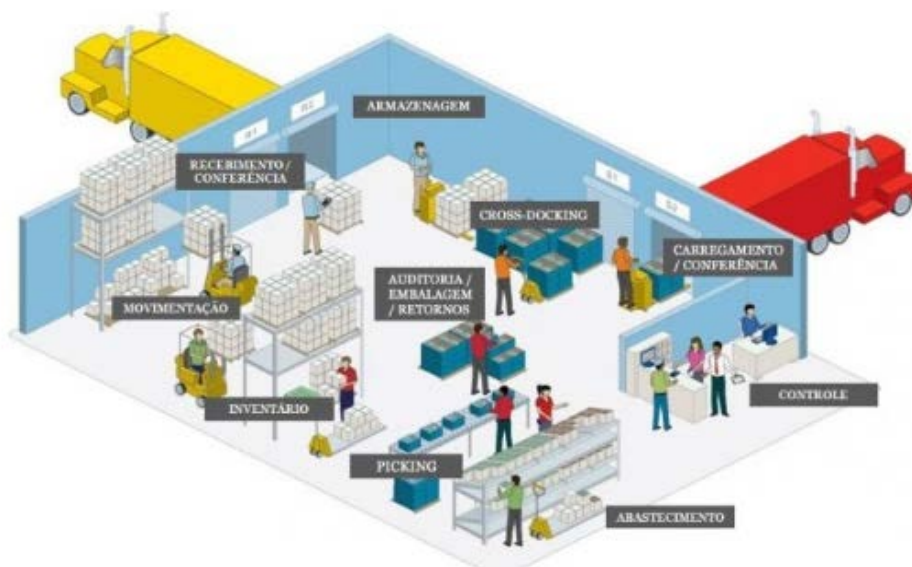 ARMAZENAGEM
RECEBIMENTO /
CONFERÊNCIA
CROSS-DOCKING
CARREGAMENTO
/ CONFERÊNCIA
AUDITORIA /
EMBALAGEM
/ RETORNOS
MOVIMENTAÇÃO
INVENTÁRIO
CONTROLE
PICKING
ABASTECIMENTO